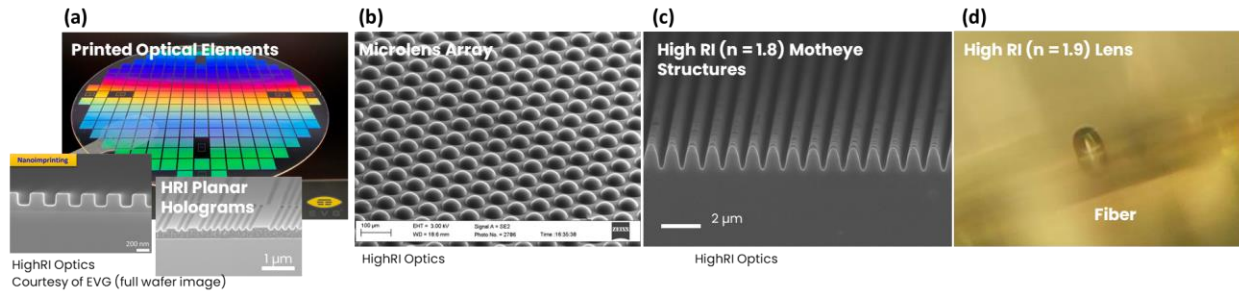 (a)
Printed Optical Elements
Nanoimprinting
200 nm
HRI Planar
Holograms
1 µm
EVG
HighRI Optics
Courtesy of EVG (full wafer image)
(b)
Microlens Array
100 µm
EHT = 3.00 kV
WD = 18.6 mm
Signal A = SE2
Photo No. = 2786
Time :16:35:38
ZEISS
HighRI Optics
(c)
High RI (n = 1.8) Motheye
Structures
2 µm
HighRI Optics
(d)
High RI (n = 1.9) Lens
Fiber